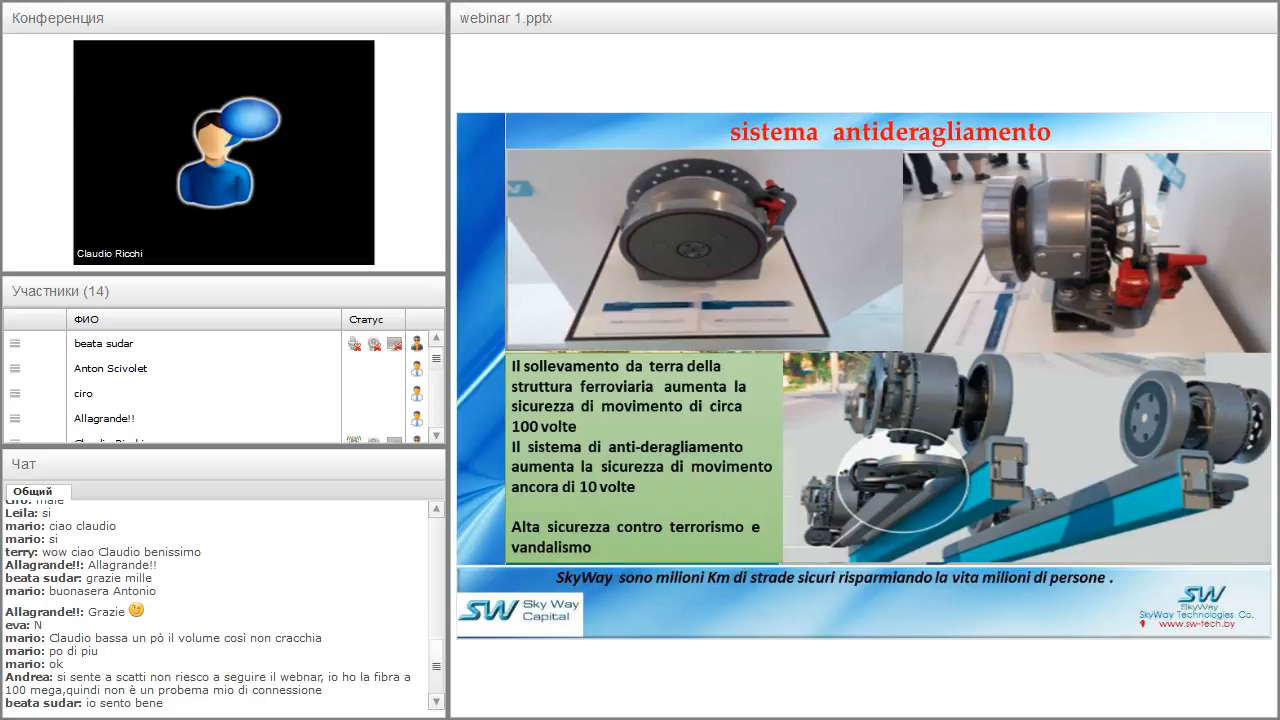 Конференция
Claudio Ricchi
Участники (14)
ФИО
Статус
beata sudar
Anton Scivolet
ciro
Allagrande!!
Чат
Общий
ciro: male
Leila: si
mario: ciao claudio
mario: si
terry: wow ciao Claudio benissimo
Allagrande!!: Allagrande!!
beata sudar: grazie mille
mario: buonasera Antonio
Allagrande!!: Grazie
eva: N
mario: Claudio bassa un pò il volume così non cracchia
mario: po di piu
mario: ok
Andrea: si sente a scatti non riesco a seguire il webnar, io ho la fibra a
100 mega,quindi non è un probema mio di connessione
beata sudar: io sento bene
webinar 1.pptx
sistema antideragliamento
Il sollevamento da terra della
struttura ferroviaria aumenta la
sicurezza di movimento di circa
100 volte
Il sistema di anti-deragliamento
aumenta la sicurezza di movimento
ancora di 10 volte
Alta sicurezza contro terrorismo e
vandalismo
SkyWay sono milioni Km di strade sicuri risparmiando la vita milioni di persone .
SW Sky Way
Capital
SW
SkyWay
SkyWay Technologies Co.
www.sw-tech.by